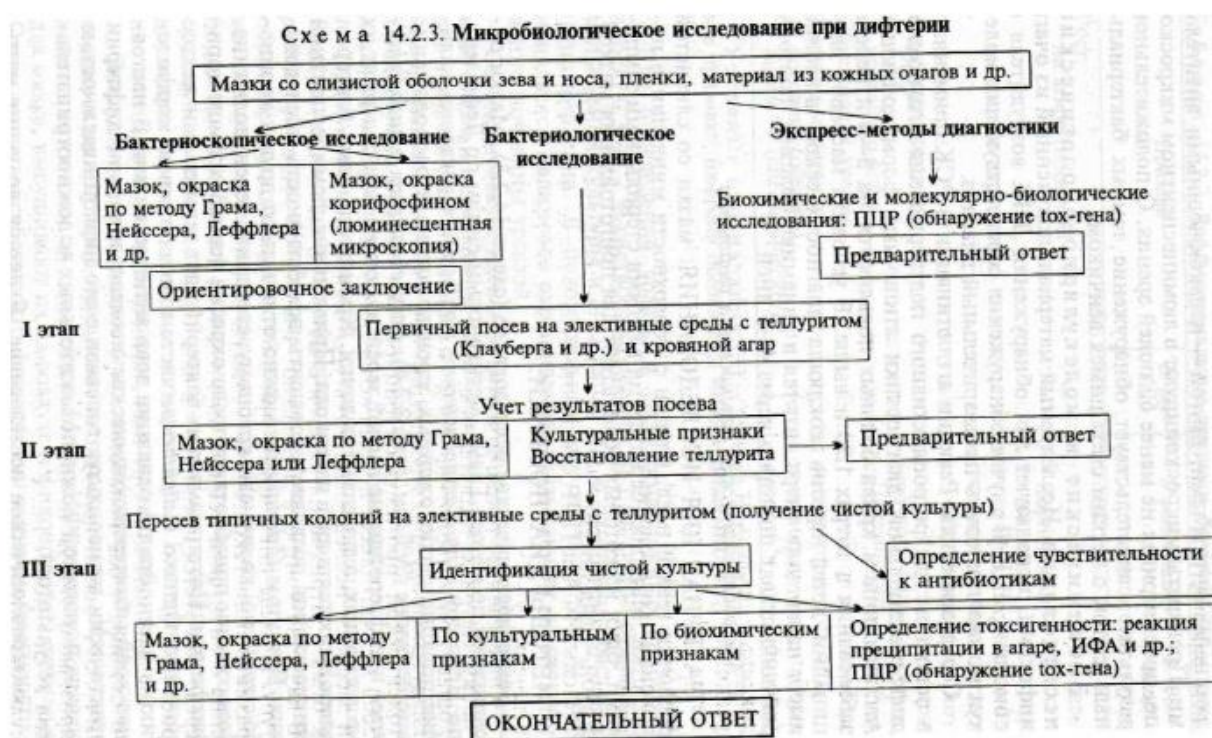 Схема 14.2.3. Микробиологическое исследование при дифтерии
Мазки со слизистой оболочки зева и носа, пленки, материал из кожных очагов и др.
Бактериоскопическое исследование
Мазок, окраска
по методу Грама,
Нейссера, Леффлера
и др.
Мазок, окраска
корифосфином
(люминесцентная
микроскопия)
Ориентировочное заключение
Бактериологическое
исследование
Экспресс-методы диагностики
Биохимические и молекулярно-биологические
исследования: ПЦР (обнаружение tox-гена)
Предварительный ответ
I этап
Первичный посев на элективные среды с теллуритом
(Клауберга и др.) и кровяной агар
Учет результатов посева
II этап
Мазок, окраска по методу Грама,
Нейссера или Леффлера
Культуральные признаки
Восстановление теллурита
Предварительный ответ
Пересев типичных колоний на элективные среды с теллуритом (получение чистой культуры)
III этап
Идентификация чистой культуры
Определение чувствительности
к антибиотикам
Мазок, окраска по методу
Грама, Нейссера, Леффлера
и др.
По культуральным
признакам
По биохимическим
признакам
Определение токсигенности: реакция
преципитации в агаре, ИФА и др.;
ПЦР (обнаружение tox-гена)
ОКОНЧАТЕЛЬНЫЙ ОТВЕТ